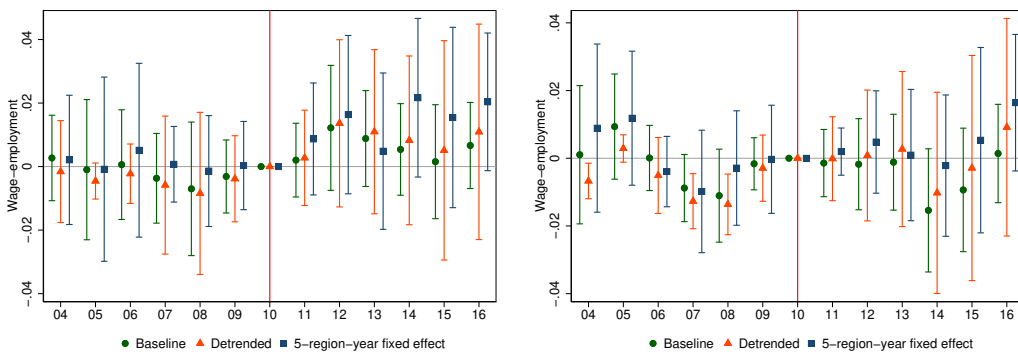 Wage−employment
.04
.02
0
−.02
−.04
04 05 06 07 08 09 10 11 12 13 14 15 16
Baseline Detrended 5−region−year fixed effect
Wage−employment
.04
.02
0
−.02
−.04
04 05 06 07 08 09 10 11 12 13 14 15 16
Baseline Detrended 5−region−year fixed effect